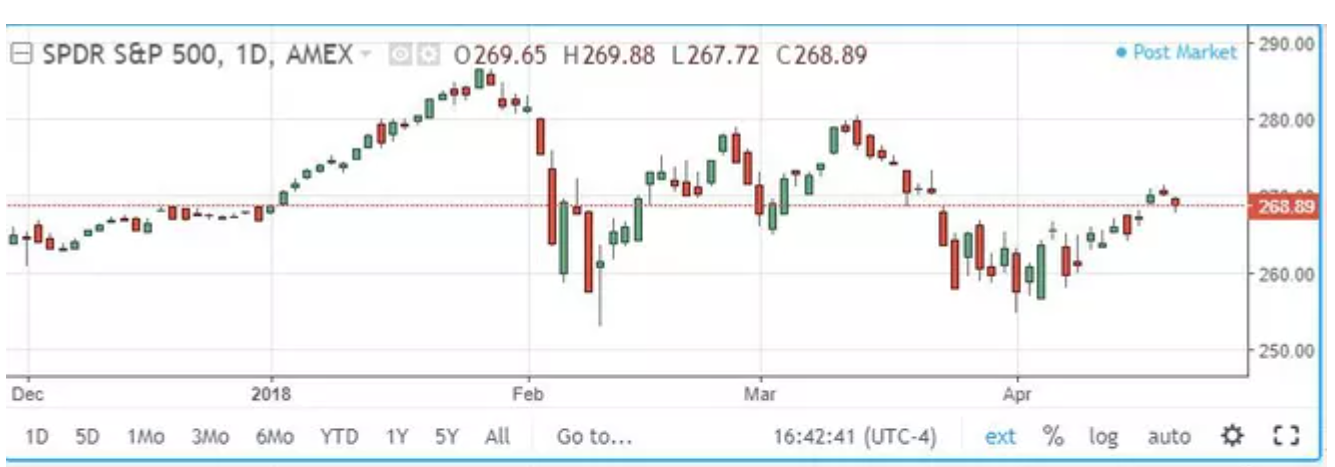 SPDR S&P 500, 1D, AMEX O269.65 H269.88 L267.72 C268.89
Post Market
290.00
280.00
268.89
260.00
250.00
Dec 2018 Feb Mar Apr
1D 5D 1Mo 3Mo 6Mo YTD 1Y 5Y All Go to... 16:42:41 (UTC-4) ext % log auto